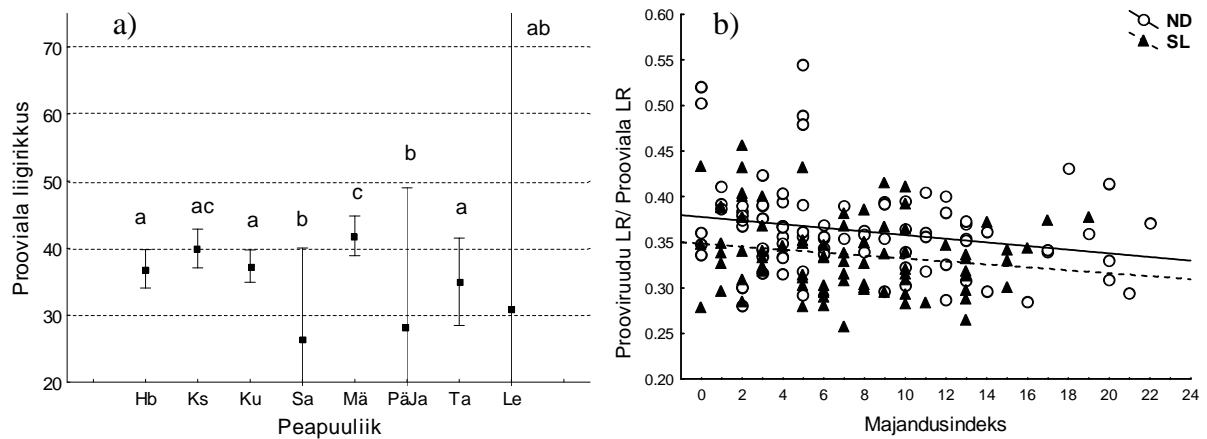 a)
Prooviala liigirikkus
70
60
50
40
30
20
a
ac
a
b
c
b
a
ab
Hb Ks Ku Sa Mä PäJa Ta Le
Peapuuliik
b)
ND
SL
Prooviruudu LR/ Prooviala LR
0.60
0.55
0.50
0.45
0.40
0.35
0.30
0.25
0.20
0 2 4 6 8 10 12 14 16 18 20 22 24
Majandusindeks